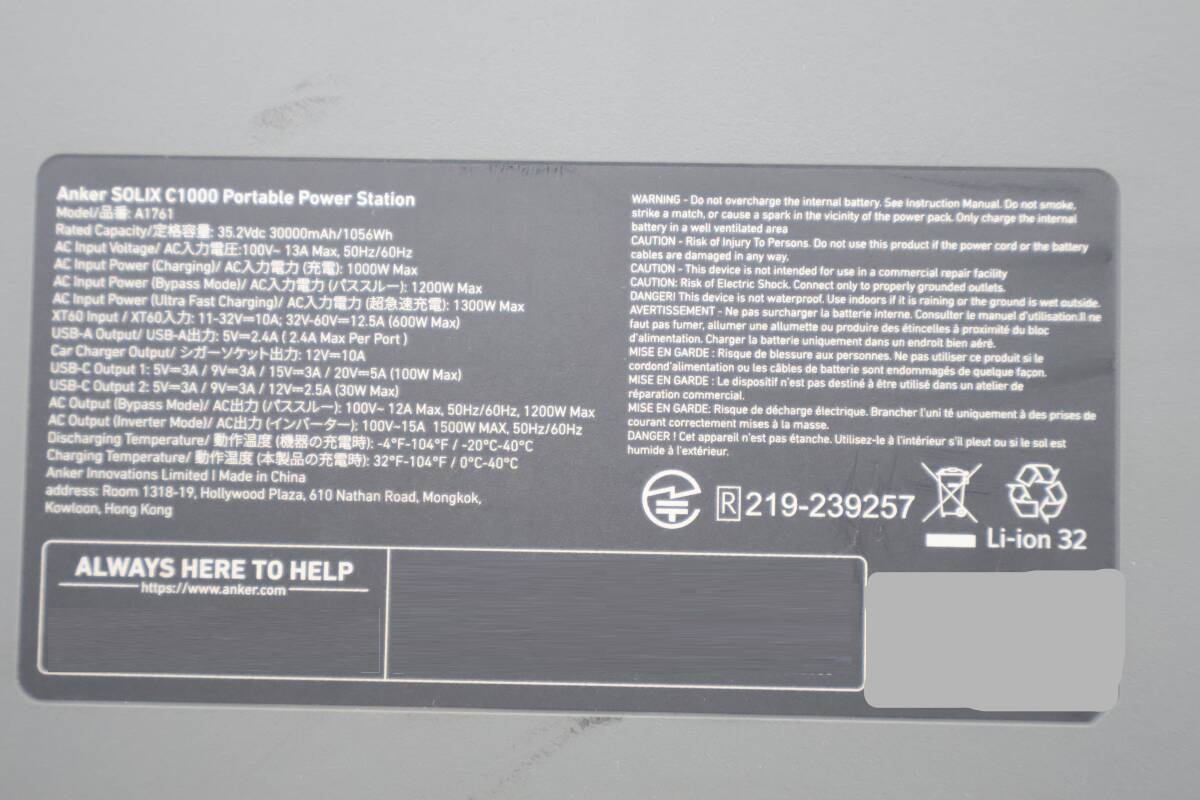 Anker SOLIX C1000 Portable Power Station
Model/品番: A1761
Rated Capacity/定格容量: 35.2Vdc 30000mAh/1056Wh
AC Input Voltage/ AC入力電圧:100V~ 13A Max, 50Hz/60Hz
AC Input Power (Charging)/ AC入力電力 (充電): 1000W Max
AC Input Power (Bypass Mode)/ AC入力電力 (パススルー): 1200W Max
AC Input Power (Ultra Fast Charging)/ AC入力電力 (超急速充電): 1300W Max
XT60 Input / XT60入力: 11-32V⎓10A; 32V-60V⎓12.5A (600W Max)
USB-A Output/ USB-A出力: 5V⎓2.4A ( 2.4A Max Per Port )
Car Charger Output/ シガーソケット出力: 12V⎓10A
USB-C Output 1: 5V⎓3A / 9V⎓3A / 15V⎓3A / 20V⎓5A (100W Max)
USB-C Output 2: 5V⎓3A / 9V⎓3A / 12V⎓2.5A (30W Max)
AC Output (Bypass Mode)/ AC出力 (パススルー): 100V~ 12A Max, 50Hz/60Hz, 1200W Max
AC Output (Inverter Mode)/ AC出力 (インバーター): 100V~15A 1500W MAX, 50Hz/60Hz
Discharging Temperature/ 動作温度 (機器の充電時): -4°F-104°F / -20°C-40°C
Charging Temperature/ 動作温度 (本製品の充電時): 32°F-104°F / 0°C-40°C
Anker Innovations Limited | Made in China
address: Room 1318-19, Hollywood Plaza, 610 Nathan Road, Mongkok,
Kowloon, Hong Kong
WARNING - Do not overcharge the internal battery. See Instruction Manual. Do not smoke,
strike a match, or cause a spark in the vicinity of the power pack. Only charge the internal
battery in a well ventilated area
CAUTION - Risk of Injury To Persons. Do not use this product if the power cord or the battery
cables are damaged in any way.
CAUTION - This device is not intended for use in a commercial repair facility
CAUTION: Risk of Electric Shock. Connect only to properly grounded outlets.
DANGER! This device is not waterproof. Use indoors if it is raining or the ground is wet outside.
AVERTISSEMENT - Ne pas surcharger la batterie interne. Consulter le manuel d'utilisation.Il ne
faut pas fumer, allumer une allumette ou produire des étincelles à proximité du bloc
d'alimentation. Charger la batterie uniquement dans un endroit bien aéré.
MISE EN GARDE : Risque de blessure aux personnes. Ne pas utiliser ce produit si le
cordond'alimentation ou les câbles de batterie sont endommagés de quelque façon.
MISE EN GARDE : Le dispositif n'est pas destiné à être utilisé dans un atelier de
réparation commercial.
MISE EN GARDE: Risque de décharge électrique. Brancher l'uni té uniquement à des prises de
courant correctement mises à la masse.
DANGER ! Cet appareil n'est pas étanche. Utilisez-le à l'intérieur s'il pleut ou si le sol est
humide à l'extérieur.
R 219-239257
Li-ion 32
ALWAYS HERE TO HELP
https://www.anker.com